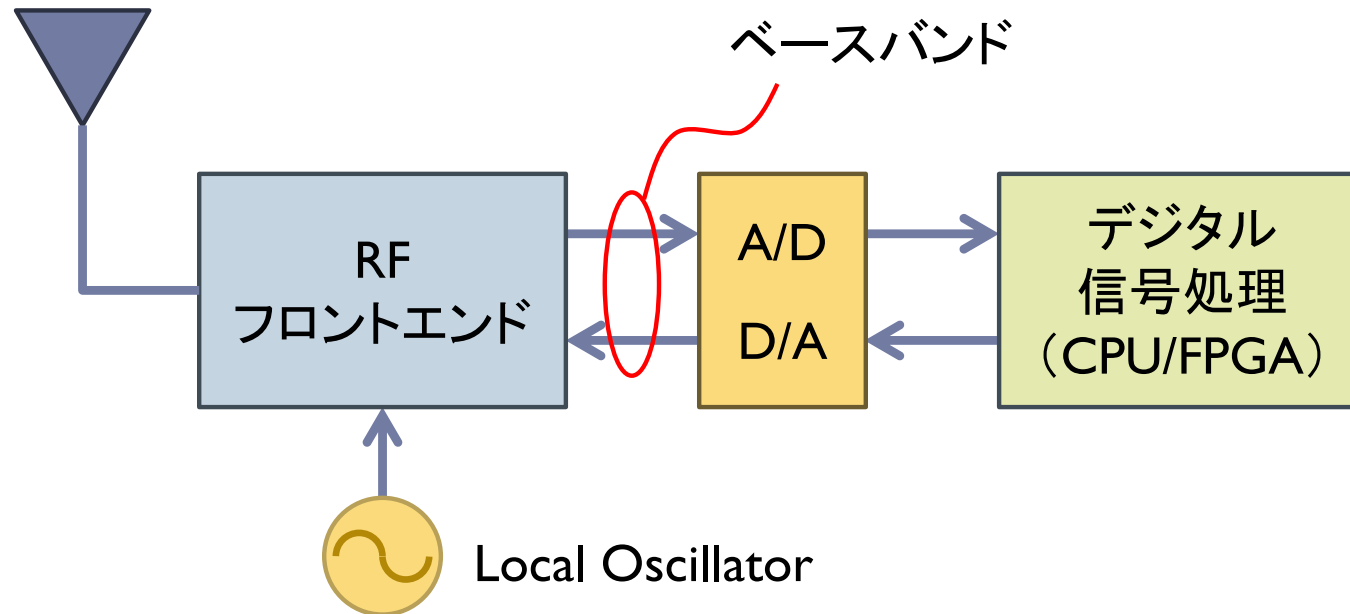 ベースバンド
RF
フロントエンド
A/D
D/A
デジタル
信号処理
（CPU/FPGA）
Local Oscillator